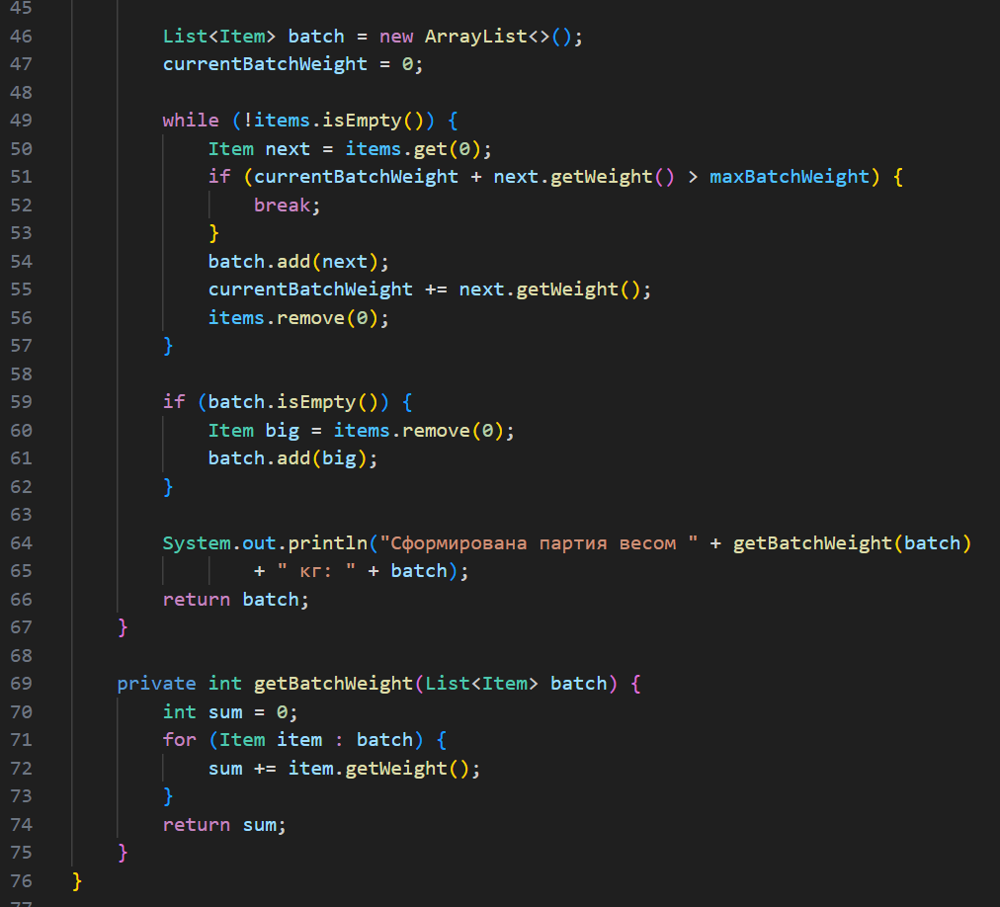 45
46 List<Item> batch = new ArrayList<>();
47 currentBatchWeight = 0;
48
49 while (!items.isEmpty()) {
50 Item next = items.get(0);
51 if (currentBatchWeight + next.getWeight() > maxBatchWeight) {
52 break;
53 }
54 batch.add(next);
55 currentBatchWeight += next.getWeight();
56 items.remove(0);
57 }
58
59 if (batch.isEmpty()) {
60 Item big = items.remove(0);
61 batch.add(big);
62 }
63
64 System.out.println("Сформирована партия весом " + getBatchWeight(batch)
65 + " кг: " + batch);
66 return batch;
67 }
68
69 private int getBatchWeight(List<Item> batch) {
70 int sum = 0;
71 for (Item item : batch) {
72 sum += item.getWeight();
73 }
74 return sum;
75 }
76 }
77